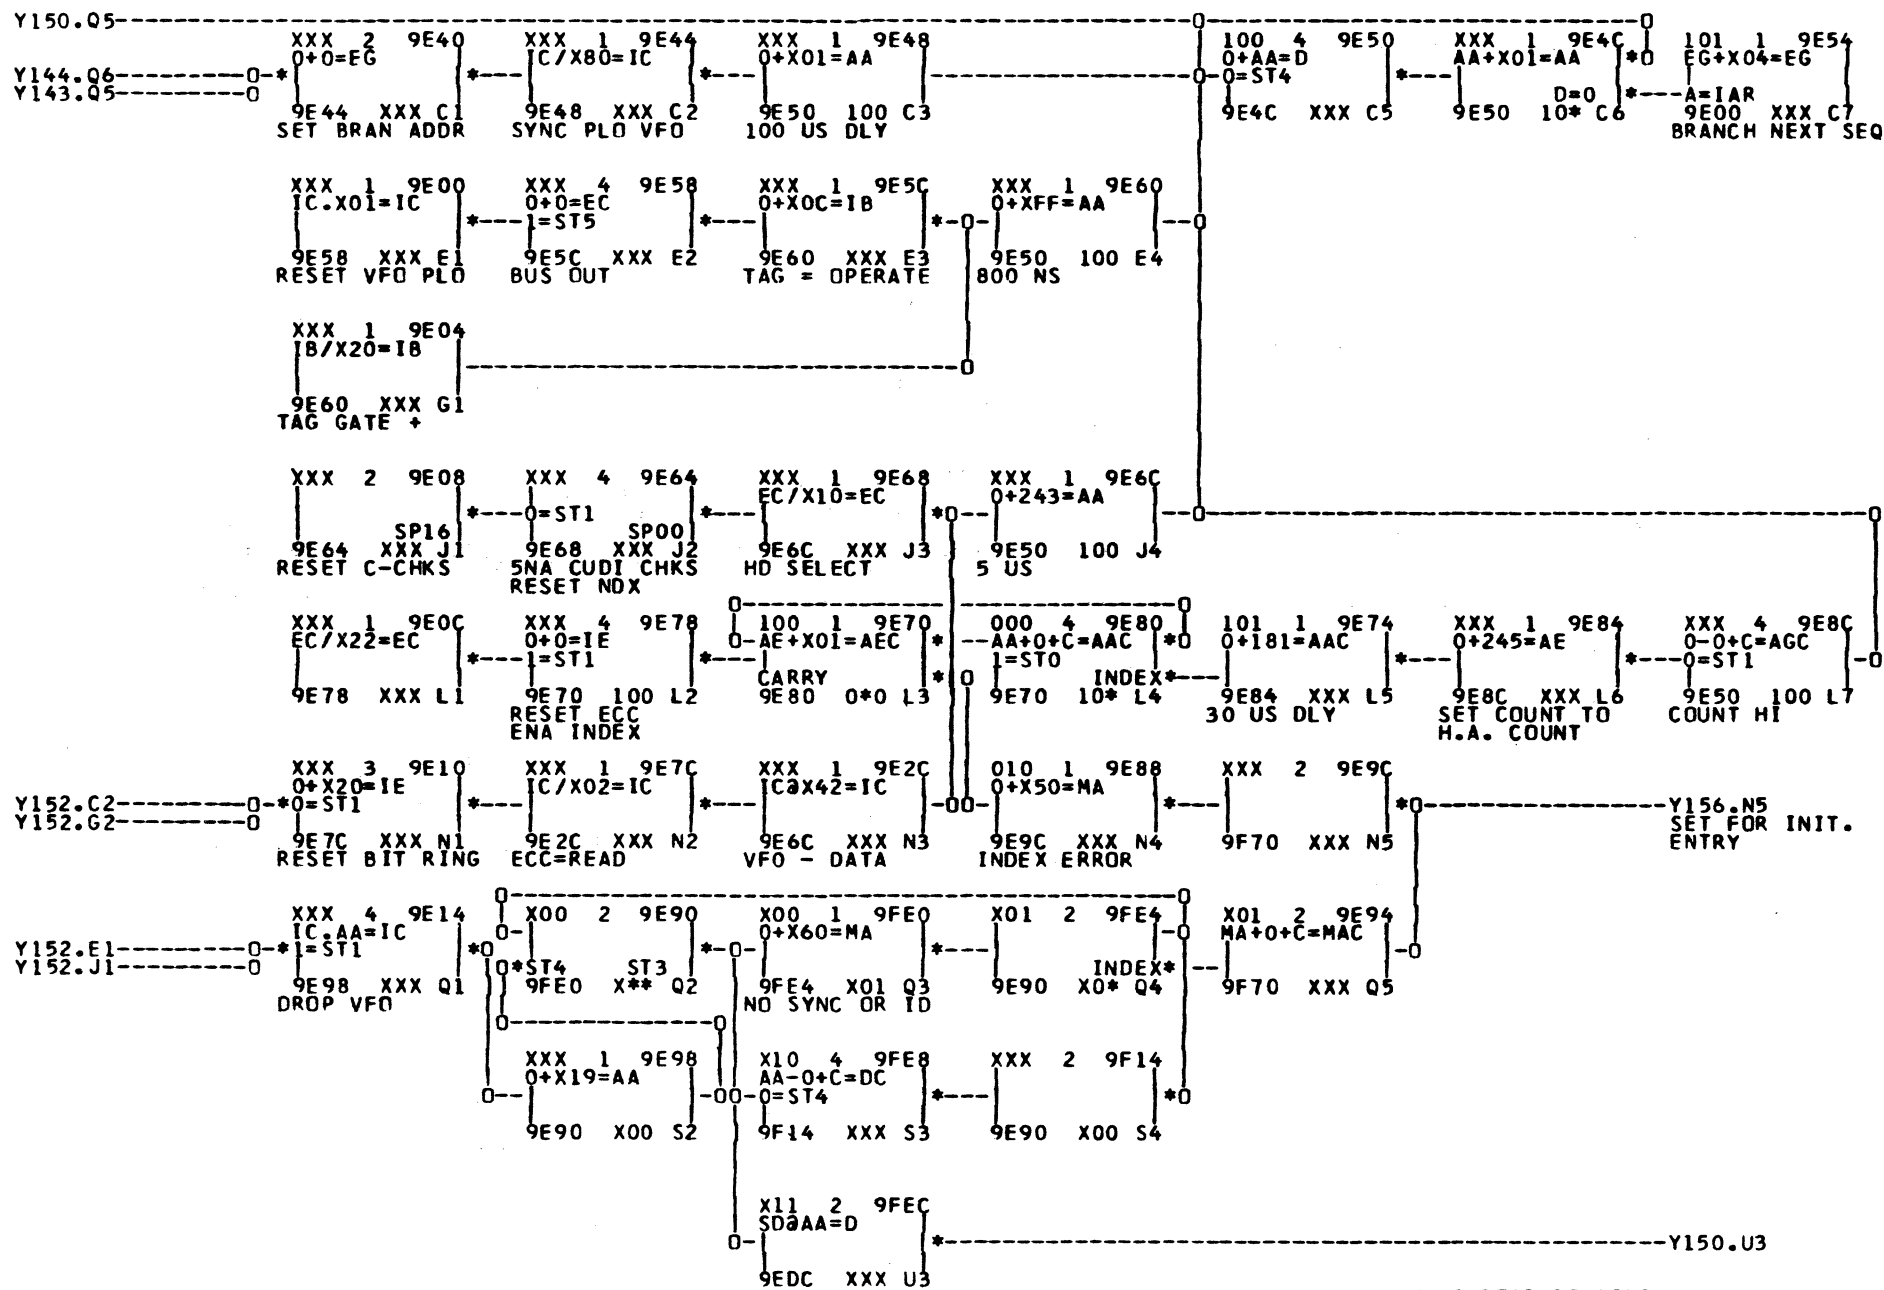 Y150.Q5
XXX 2 9E40 XXX 1 9E44 XXX 1 9E48 100 4 9E50 XXX 1 9E4C 101 1 9E54
0+0=EG IC/X80=IC 0+X01=AA 0+AA=D AA+X01=AA EG+X04=EG
Y144.Q6 0=ST4
Y143.Q5 D=0 A=IAR
9E44 XXX C1 9E48 XXX C2 9E50 100 C3 9E4C XXX C5 9E50 10* C6 9E00 XXX C7
SET BRAN ADDR SYNC PLO VFO 100 US DLY BRANCH NEXT SEQ
XXX 1 9E00 XXX 4 9E58 XXX 1 9E5C XXX 1 9E60
IC.X01=IC 0+0=EC 0+X0C=IB 0+XFF=AA
1=ST5
9E58 XXX E1 9E5C XXX E2 9E60 XXX E3 9E50 100 E4
RESET VFO PLO BUS OUT TAG = OPERATE 800 NS
XXX 1 9E04
IB/X20=IB
9E60 XXX G1
TAG GATE +
XXX 2 9E08 XXX 4 9E64 XXX 1 9E68 XXX 1 9E6C
EC/X10=EC 0+243=AA
0=ST1
SP16 SP00
9E64 XXX J1 9E68 XXX J2 9E6C XXX J3 9E50 100 J4
RESET C-CHKS 5NA CUDI CHKS HD SELECT 5 US
RESET NDX
XXX 1 9E0C XXX 4 9E78 100 1 9E70 000 4 9E80 101 1 9E74 XXX 1 9E84 XXX 4 9E8C
EC/X22=EC 0+0=IE AE+X01=AEC AA+0+C=AAC 0+181=AAC 0+245=AE 0-0+C=AGC
1=ST1 1=ST0 0=ST1
CARRY INDEX
9E78 XXX L1 9E70 100 L2 9E80 0*0 L3 9E70 10* L4 9E84 XXX L5 9E8C XXX L6 9E50 100 L7
RESET ECC 30 US DLY SET COUNT TO COUNT HI
ENA INDEX H.A. COUNT
XXX 3 9E10 XXX 1 9E7C XXX 1 9E2C 010 1 9E88 XXX 2 9E9C
0+X20=IE IC/X02=IC IC@X42=IC 0+X50=MA
Y152.C2 0=ST1 Y156.N5
Y152.G2 SET FOR INIT.
9E7C XXX N1 9E2C XXX N2 9E6C XXX N3 9E9C XXX N4 9F70 XXX N5 ENTRY
RESET BIT RING ECC=READ VFO - DATA INDEX ERROR
XXX 4 9E14 X00 2 9E90 X00 1 9FE0 X01 2 9FE4 X01 2 9E94
IC.AA=IC 0+X60=MA MA+0+C=MAC
Y152.E1 1=ST1
Y152.J1 ST4 ST3 INDEX
9E98 XXX Q1 9FE0 X** Q2 9FE4 X01 Q3 9E90 X0* Q4 9F70 XXX Q5
DROP VFO NO SYNC OR ID
XXX 1 9E98 X10 4 9FE8 XXX 2 9F14
0+X19=AA AA-0+C=DC
0=ST4
9E90 X00 S2 9F14 XXX S3 9E90 X00 S4
X11 2 9FEC
SD@AA=D
Y150.U3
9EDC XXX U3